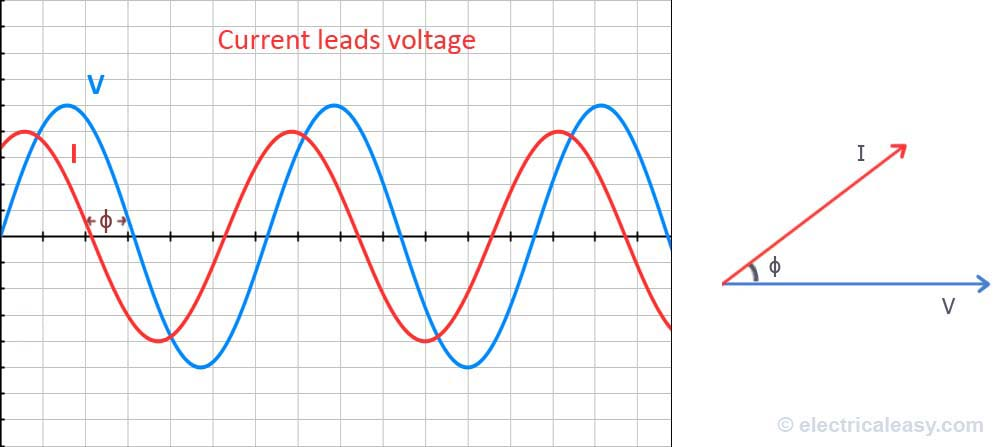 Current leads voltage
V
I
ϕ
I
ϕ
V
© electricaleasy.com